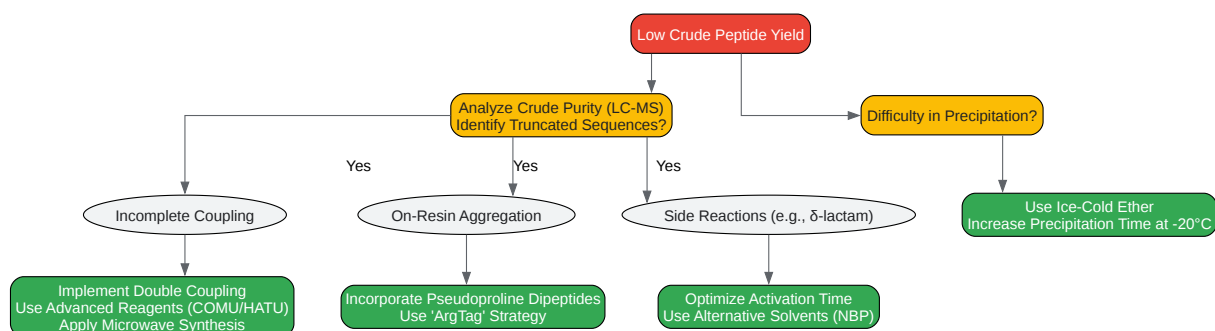 Low Crude Peptide Yield
Analyze Crude Purity (LC-MS)
Identify Truncated Sequences?
Difficulty in Precipitation?
Yes
Yes
Yes
Incomplete Coupling
On-Resin Aggregation
Side Reactions (e.g., δ-lactam)
Use Ice-Cold Ether
Increase Precipitation Time at -20°C
Implement Double Coupling
Use Advanced Reagents (COMU/HATU)
Apply Microwave Synthesis
Incorporate Pseudoproline Dipeptides
Use 'ArgTag' Strategy
Optimize Activation Time
Use Alternative Solvents (NBP)